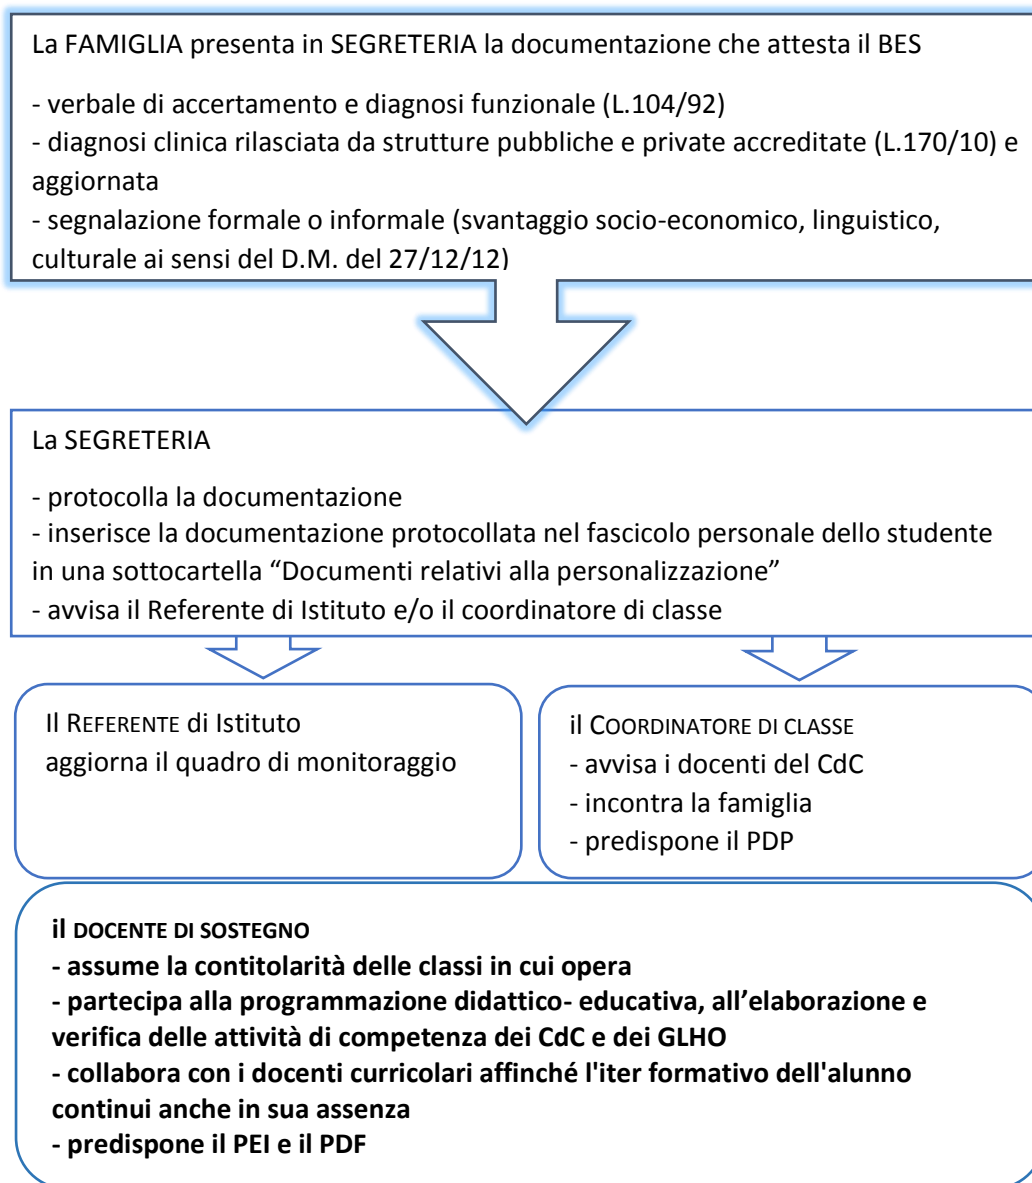 La FAMIGLIA presenta in SEGRETERIA la documentazione che attesta il BES
- verbale di accertamento e diagnosi funzionale (L.104/92)
- diagnosi clinica rilasciata da strutture pubbliche e private accreditate (L.170/10) e
aggiornata
- segnalazione formale o informale (svantaggio socio-economico, linguistico,
culturale ai sensi del D.M. del 27/12/12)
La SEGRETERIA
- protocolla la documentazione
- inserisce la documentazione protocollata nel fascicolo personale dello studente
in una sottocartella “Documenti relativi alla personalizzazione”
- avvisa il Referente di Istituto e/o il coordinatore di classe
Il REFERENTE di Istituto
aggiorna il quadro di monitoraggio
il COORDINATORE DI CLASSE
- avvisa i docenti del CdC
- incontra la famiglia
- predispone il PDP
il DOCENTE DI SOSTEGNO
- assume la contitolarità delle classi in cui opera
- partecipa alla programmazione didattico- educativa, all’elaborazione e
verifica delle attività di competenza dei CdC e dei GLHO
- collabora con i docenti curricolari affinché l'iter formativo dell'alunno
continui anche in sua assenza
- predispone il PEI e il PDF